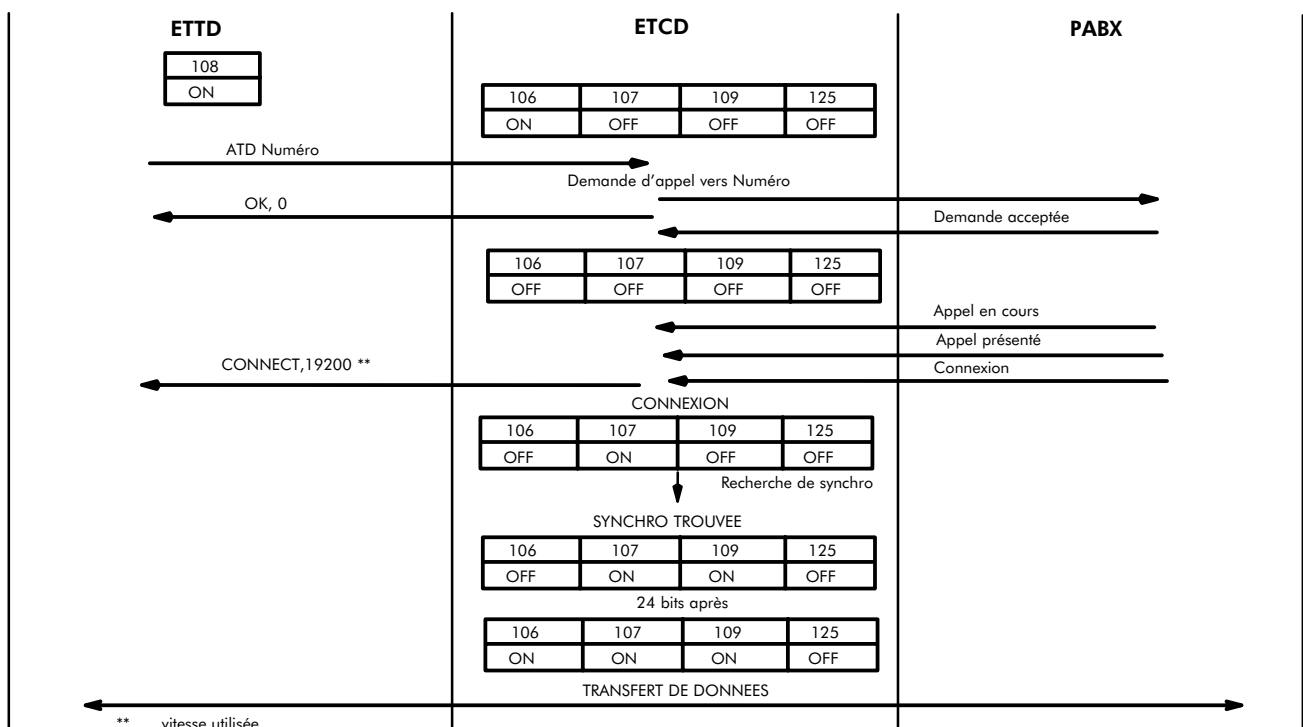 ETTD ETCD PABX
108
ON
106 107 109 125
ON OFF OFF OFF
ATD Numéro
Demande d'appel vers Numéro
OK, 0
Demande acceptée
106 107 109 125
OFF OFF OFF OFF
Appel en cours
Appel présenté
CONNECT,19200 **
Connexion
CONNEXION
106 107 109 125
OFF ON OFF OFF
Recherche de synchro
SYNCHRO TROUVEE
106 107 109 125
OFF ON ON OFF
24 bits après
106 107 109 125
ON ON ON OFF
TRANSFERT DE DONNEES
** vitesse utilisée